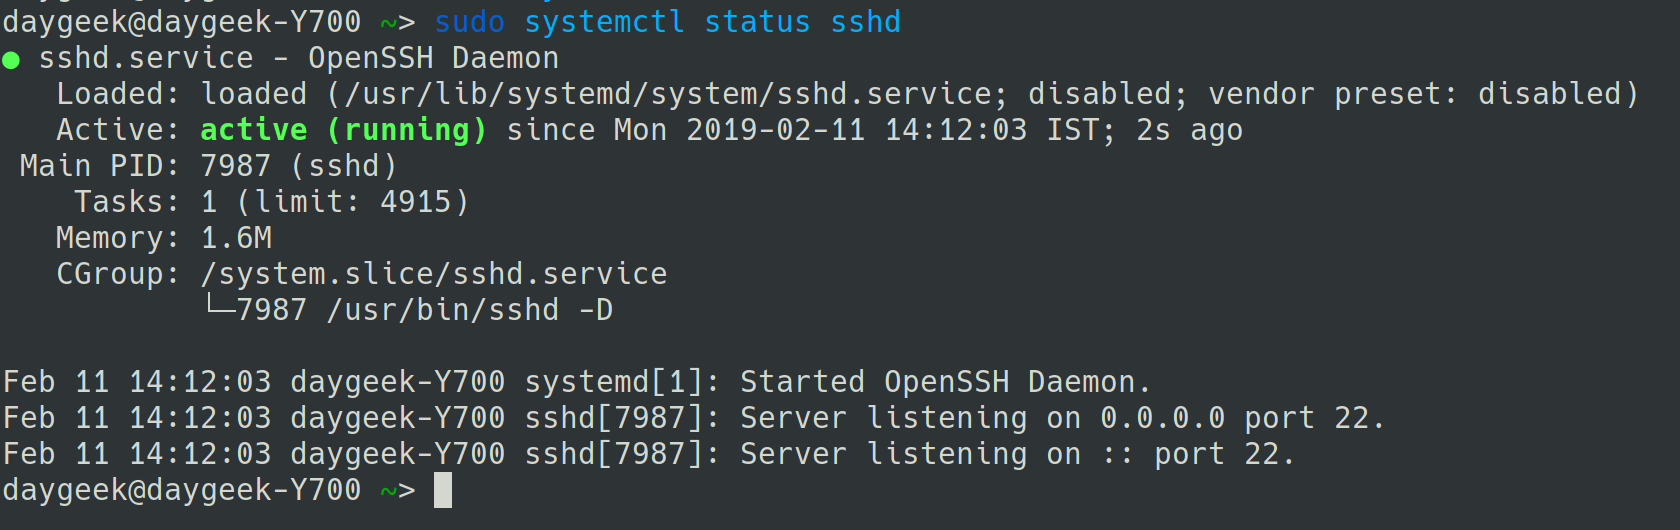 daygeek@daygeek-Y700 ~> sudo systemctl status sshd
● sshd.service - OpenSSH Daemon
   Loaded: loaded (/usr/lib/systemd/system/sshd.service; disabled; vendor preset: disabled)
   Active: active (running) since Mon 2019-02-11 14:12:03 IST; 2s ago
 Main PID: 7987 (sshd)
    Tasks: 1 (limit: 4915)
   Memory: 1.6M
   CGroup: /system.slice/sshd.service
           └─7987 /usr/bin/sshd -D

Feb 11 14:12:03 daygeek-Y700 systemd[1]: Started OpenSSH Daemon.
Feb 11 14:12:03 daygeek-Y700 sshd[7987]: Server listening on 0.0.0.0 port 22.
Feb 11 14:12:03 daygeek-Y700 sshd[7987]: Server listening on :: port 22.
daygeek@daygeek-Y700 ~>